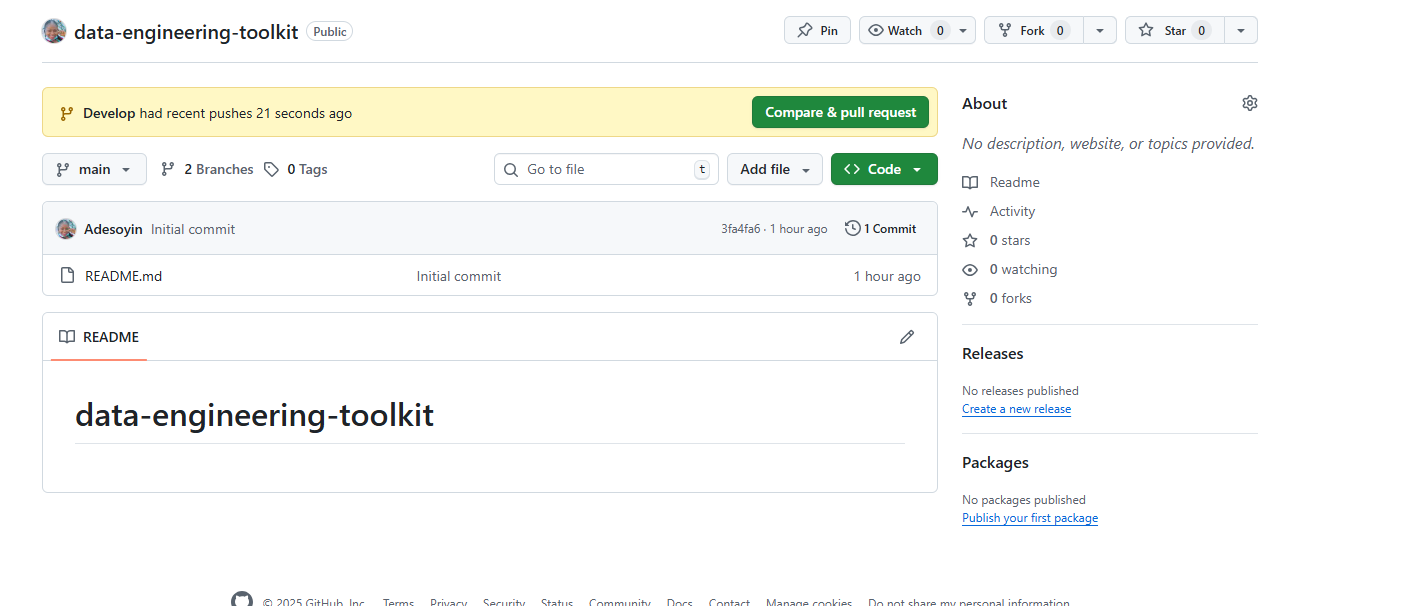 data-engineering-toolkit Public Pin Watch 0 Fork 0 Star 0
Develop had recent pushes 21 seconds ago Compare & pull request
main 2 Branches 0 Tags Go to file t Add file Code
Adesoyin Initial commit 3fa4fa6 · 1 hour ago 1 Commit
README.md Initial commit 1 hour ago
README
data-engineering-toolkit
About
No description, website, or topics provided.
Readme
Activity
0 stars
0 watching
0 forks
Releases
No releases published
Create a new release
Packages
No packages published
Publish your first package
© 2025 GitHub, Inc. Terms Privacy Security Status Community Docs Contact Manage cookies Do not share my personal information